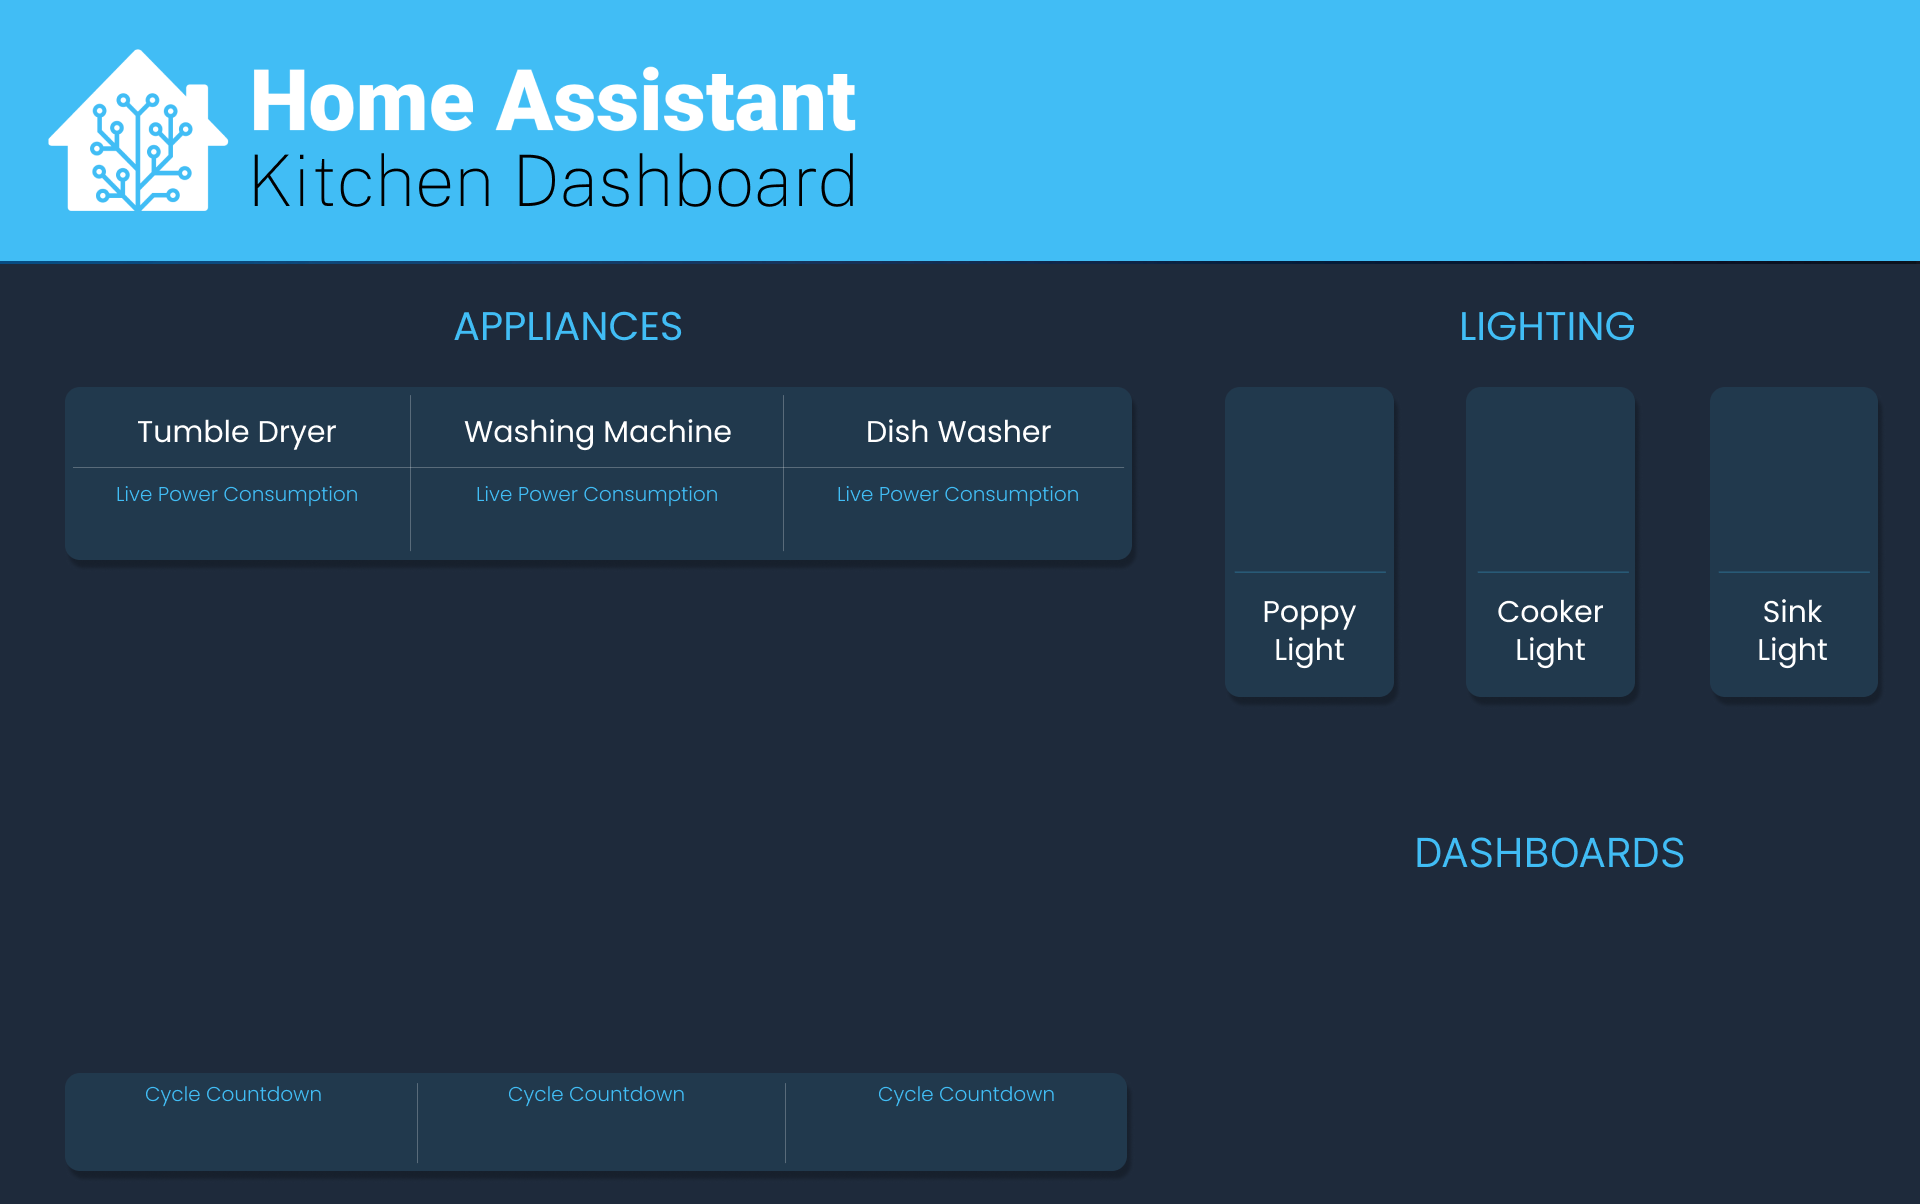 Home Assistant
Kitchen Dashboard
APPLIANCES
Tumble Dryer
Washing Machine
Dish Washer
Live Power Consumption
Live Power Consumption
Live Power Consumption
Cycle Countdown
Cycle Countdown
Cycle Countdown
LIGHTING
Poppy
Light
Cooker
Light
Sink
Light
DASHBOARDS